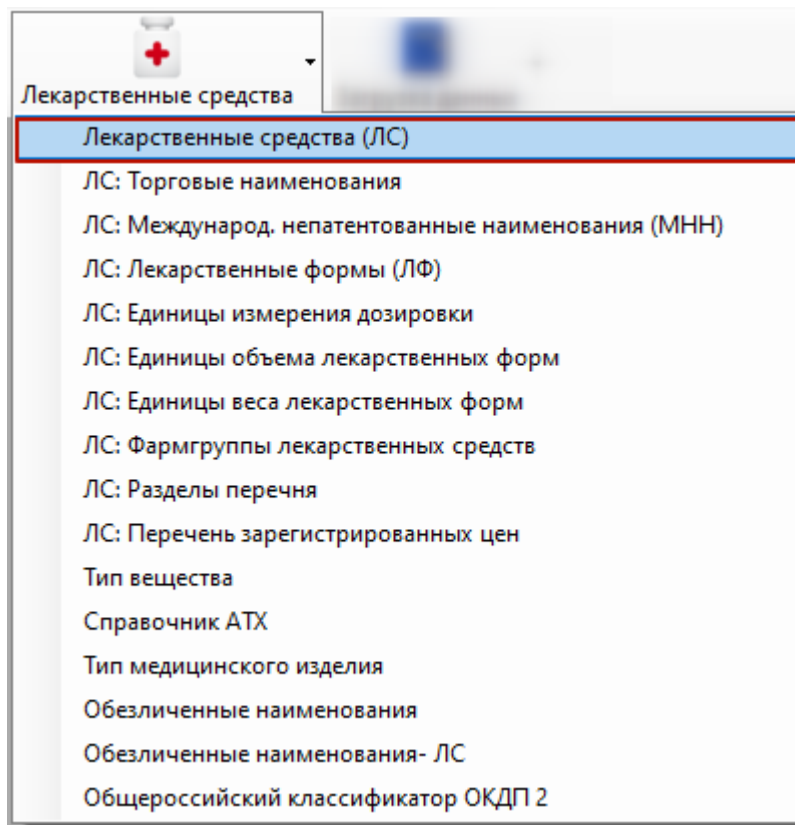 Лекарственные средства
Лекарственные средства (ЛС)
ЛС: Торговые наименования
ЛС: Международ. непатентованные наименования (МНН)
ЛС: Лекарственные формы (ЛФ)
ЛС: Единицы измерения дозировки
ЛС: Единицы объема лекарственных форм
ЛС: Единицы веса лекарственных форм
ЛС: Фармгруппы лекарственных средств
ЛС: Разделы перечня
ЛС: Перечень зарегистрированных цен
Тип вещества
Справочник АТХ
Тип медицинского изделия
Обезличенные наименования
Обезличенные наименования- ЛС
Общероссийский классификатор ОКДП 2